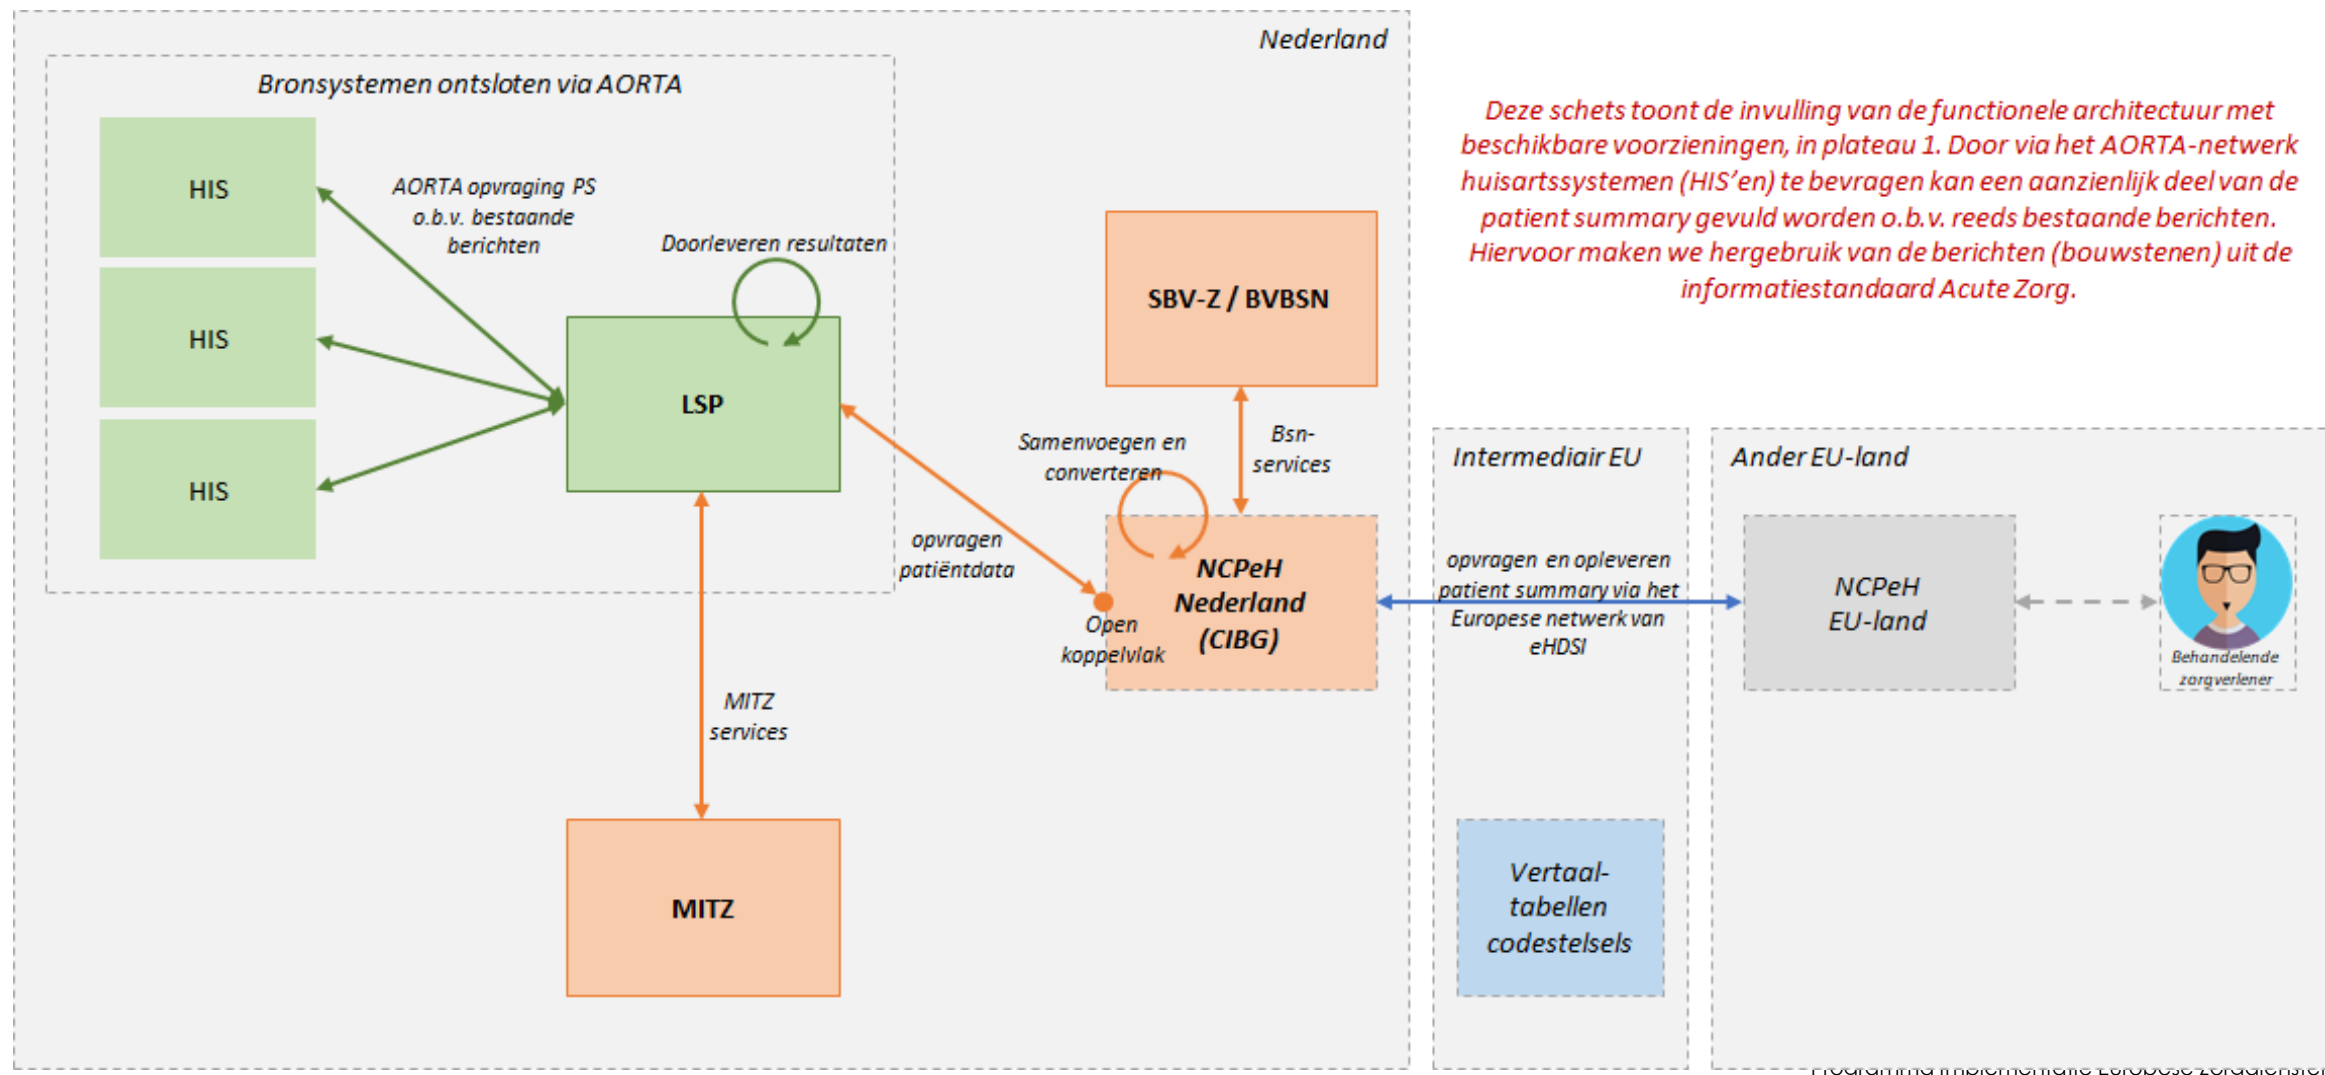 Nederland
Bronsystemen ontsloten via AORTA
HIS
HIS
HIS
AORTA opvraging PS
o.b.v. bestaande
berichten
Doorleveren resultaten
LSP
SBV-Z / BVBSN
Samenvoegen en
converteren
Bsn-
services
opvragen
patiëntdata
Open
koppelvlak
NCPeH
Nederland
(CIBG)
MITZ
services
MITZ
Deze schets toont de invulling van de functionele architectuur met
beschikbare voorzieningen, in plateau 1. Door via het AORTA-netwerk
huisartssystemen (HIS’en) te bevragen kan een aanzienlijk deel van de
patient summary gevuld worden o.b.v. reeds bestaande berichten.
Hiervoor maken we hergebruik van de berichten (bouwstenen) uit de
informatiestandaard Acute Zorg.
Intermediair EU
opvragen en opleveren
patient summary via het
Europese netwerk van
eHDSI
Vertaal-
tabellen
codestelsels
Ander EU-land
NCPeH
EU-land
Behandelende
zorgverlener